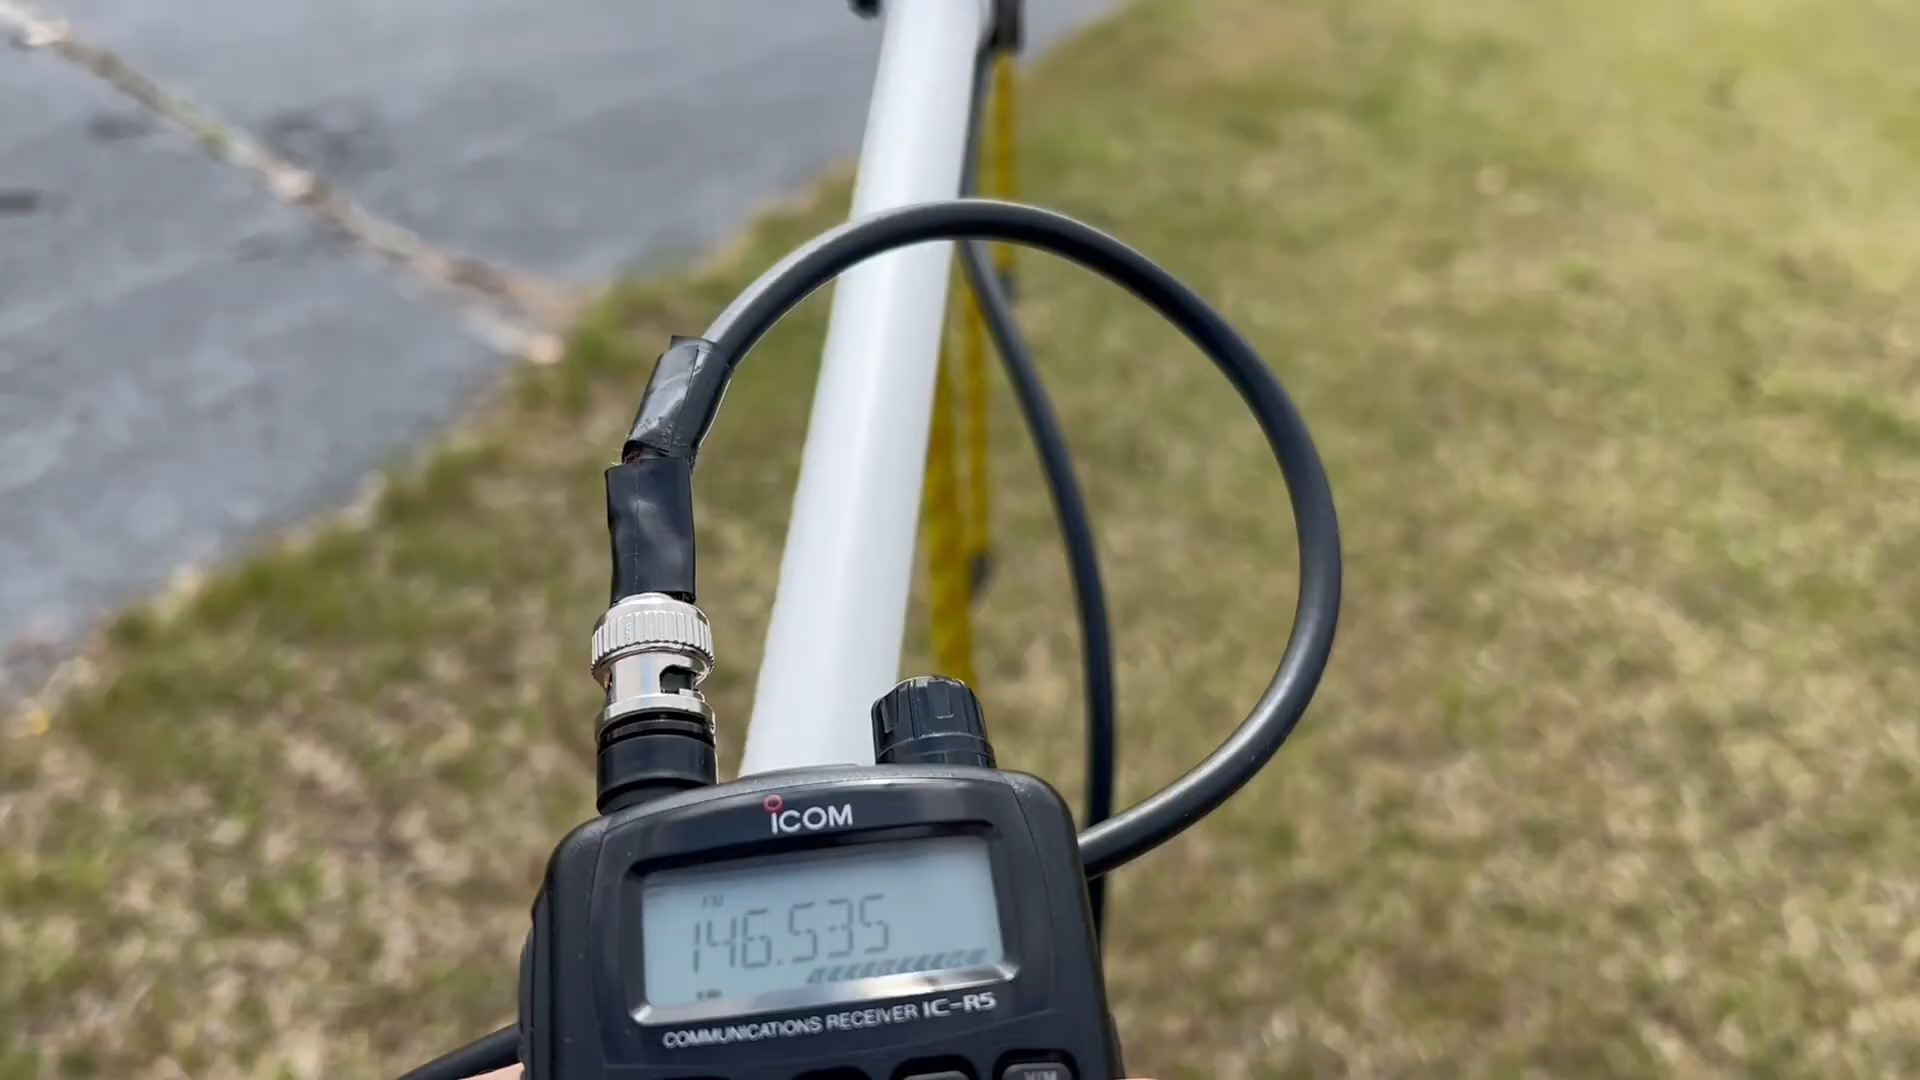 iCOM
FM
146.535
COMMUNICATIONS RECEIVER IC-R5
V/M